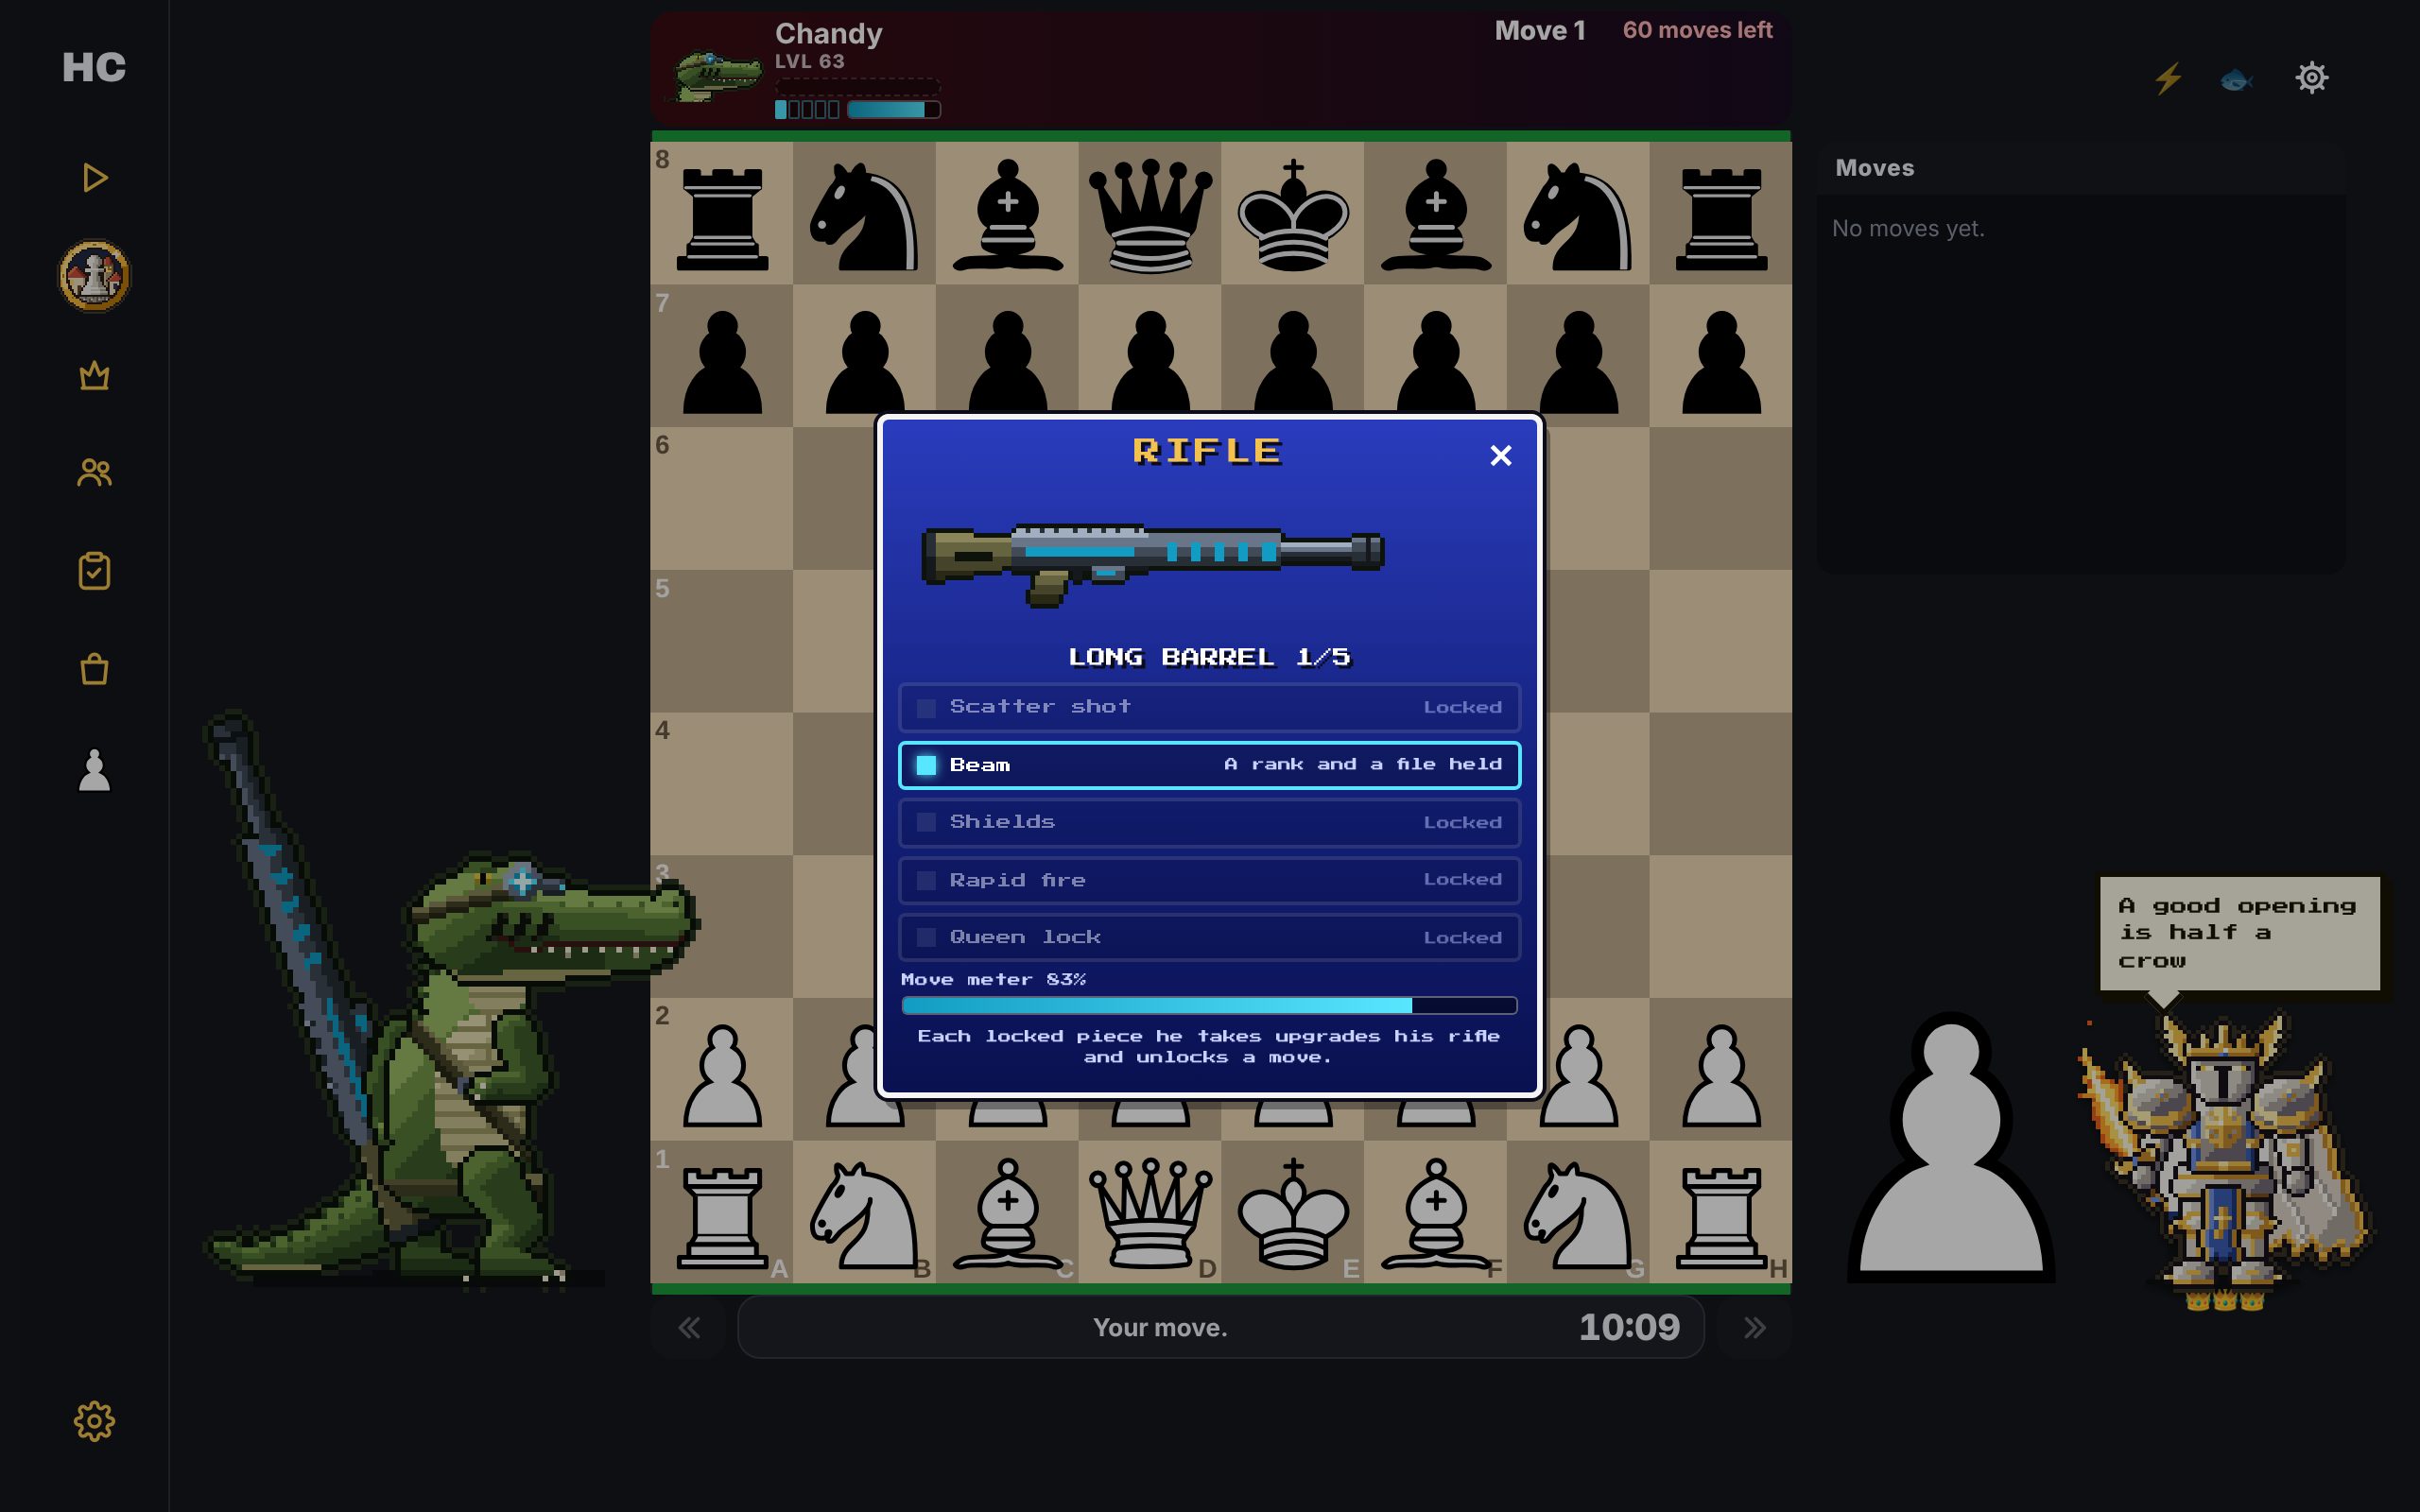 HC
Chandy
LVL 63
Move 1
60 moves left
Moves
No moves yet.
8
7
6
5
4
3
2
1
RIFLE
LONG BARREL 1/5
Scatter shot Locked
Beam A rank and a file held
Shields Locked
Rapid fire Locked
Queen lock Locked
Move meter 83%
Each locked piece he takes upgrades his rifle
and unlocks a move.
A good opening
is half a
crow
A B C D E F G H
Your move.
10:09